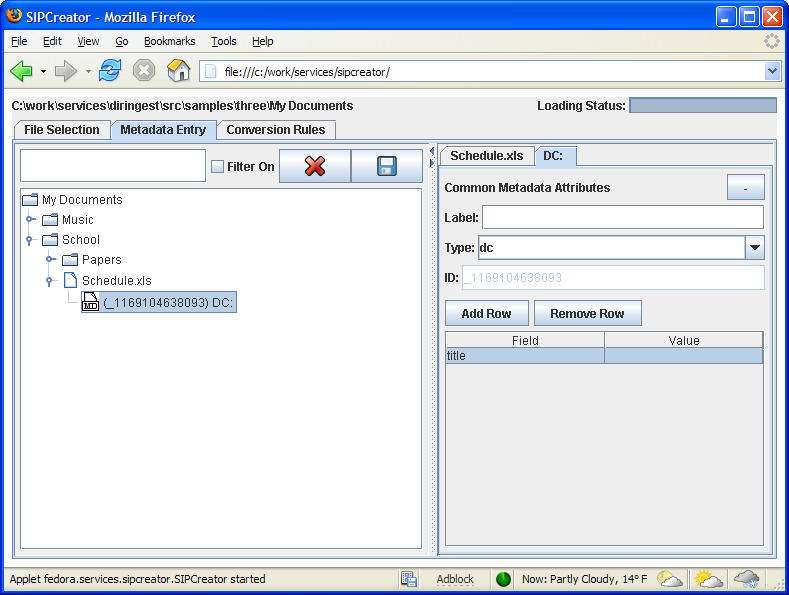 SIPCreator - Mozilla Firefox
File Edit View Go Bookmarks Tools Help
file:///c:/work/services/sipcreator/
C:\work\services\diringest\src\samples\three\My Documents Loading Status:
File Selection Metadata Entry Conversion Rules
Filter On
My Documents
Music
School
Papers
Schedule.xls
MD (_1169104638093) DC:
Schedule.xls DC:
Common Metadata Attributes -
Label:
Type: dc
ID: _1169104638093
Add Row Remove Row
Field Value
title
Applet fedora.services.sipcreator.SIPCreator started Adblock Now: Partly Cloudy, 14° F